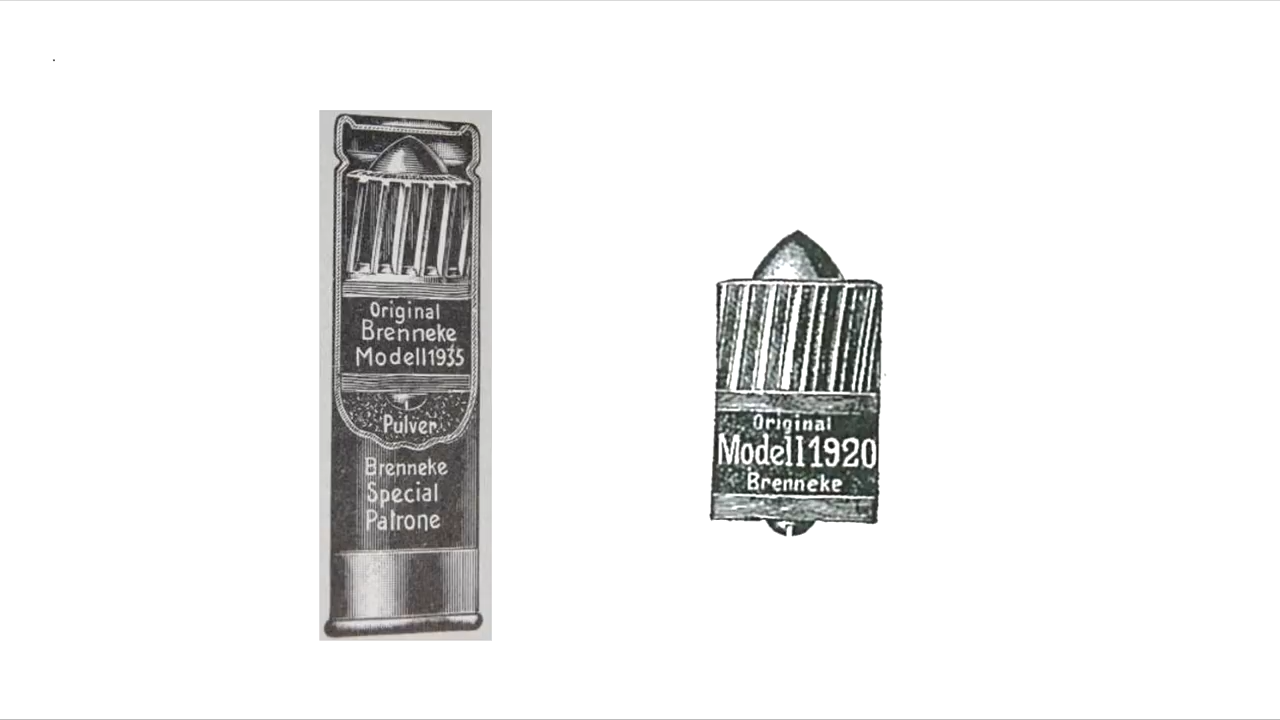 Original
Brenneke
Modell 1935
Pulver
Brenneke
Special
Patrone
Original
Modell 1920
Brenneke